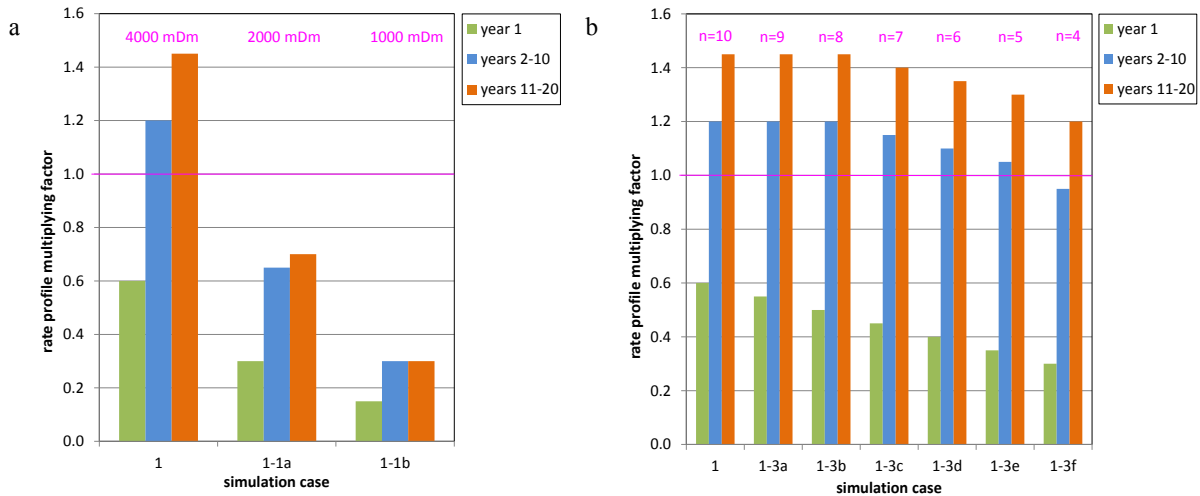 a
rate profile multiplying factor
1.6
1.4
1.2
1.0
0.8
0.6
0.4
0.2
0.0
4000 mDm
2000 mDm
1000 mDm
1
1-1a
1-1b
simulation case
year 1
years 2-10
years 11-20
b
rate profile multiplying factor
1.6
1.4
1.2
1.0
0.8
0.6
0.4
0.2
0.0
n=10
n=9
n=8
n=7
n=6
n=5
n=4
1
1-3a
1-3b
1-3c
1-3d
1-3e
1-3f
simulation case
year 1
years 2-10
years 11-20